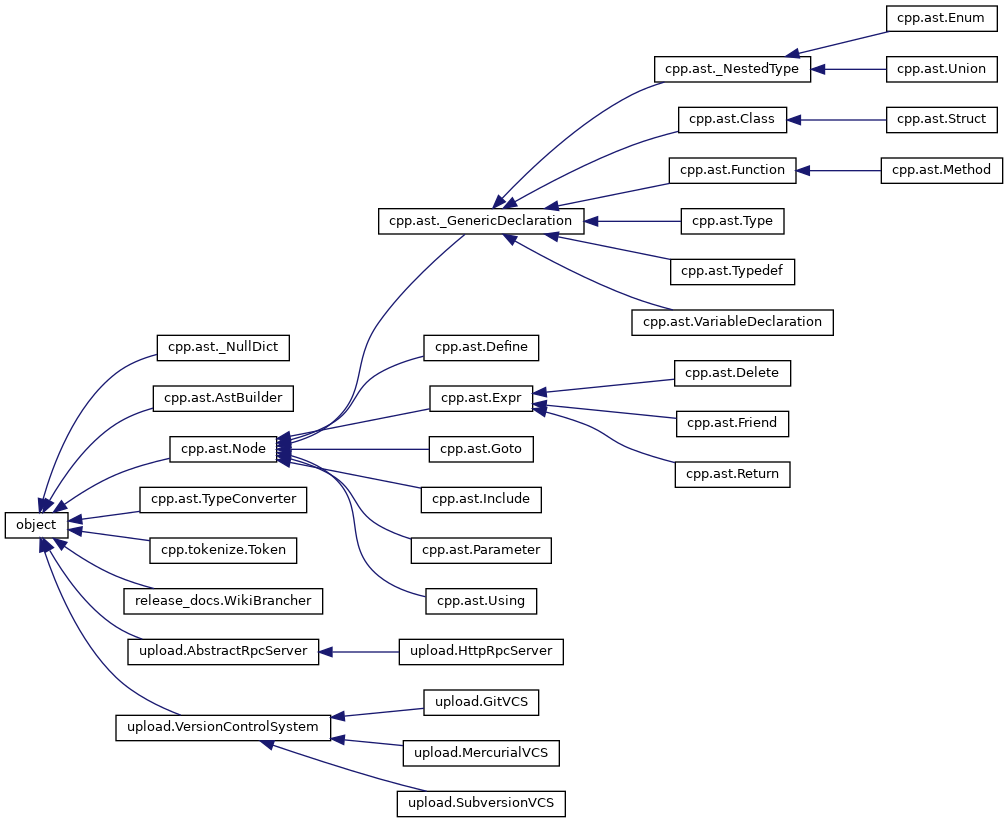 cpp.ast.Enum
cpp.ast._NestedType
cpp.ast.Union
cpp.ast.Class
cpp.ast.Struct
cpp.ast.Function
cpp.ast.Method
cpp.ast._GenericDeclaration
cpp.ast.Type
cpp.ast.Typedef
cpp.ast.VariableDeclaration
cpp.ast._NullDict
cpp.ast.Define
cpp.ast.Delete
cpp.ast.AstBuilder
cpp.ast.Expr
cpp.ast.Friend
cpp.ast.Node
cpp.ast.Goto
cpp.ast.Return
cpp.ast.TypeConverter
cpp.ast.Include
object
cpp.tokenize.Token
cpp.ast.Parameter
release_docs.WikiBrancher
cpp.ast.Using
upload.AbstractRpcServer
upload.HttpRpcServer
upload.GitVCS
upload.VersionControlSystem
upload.MercurialVCS
upload.SubversionVCS